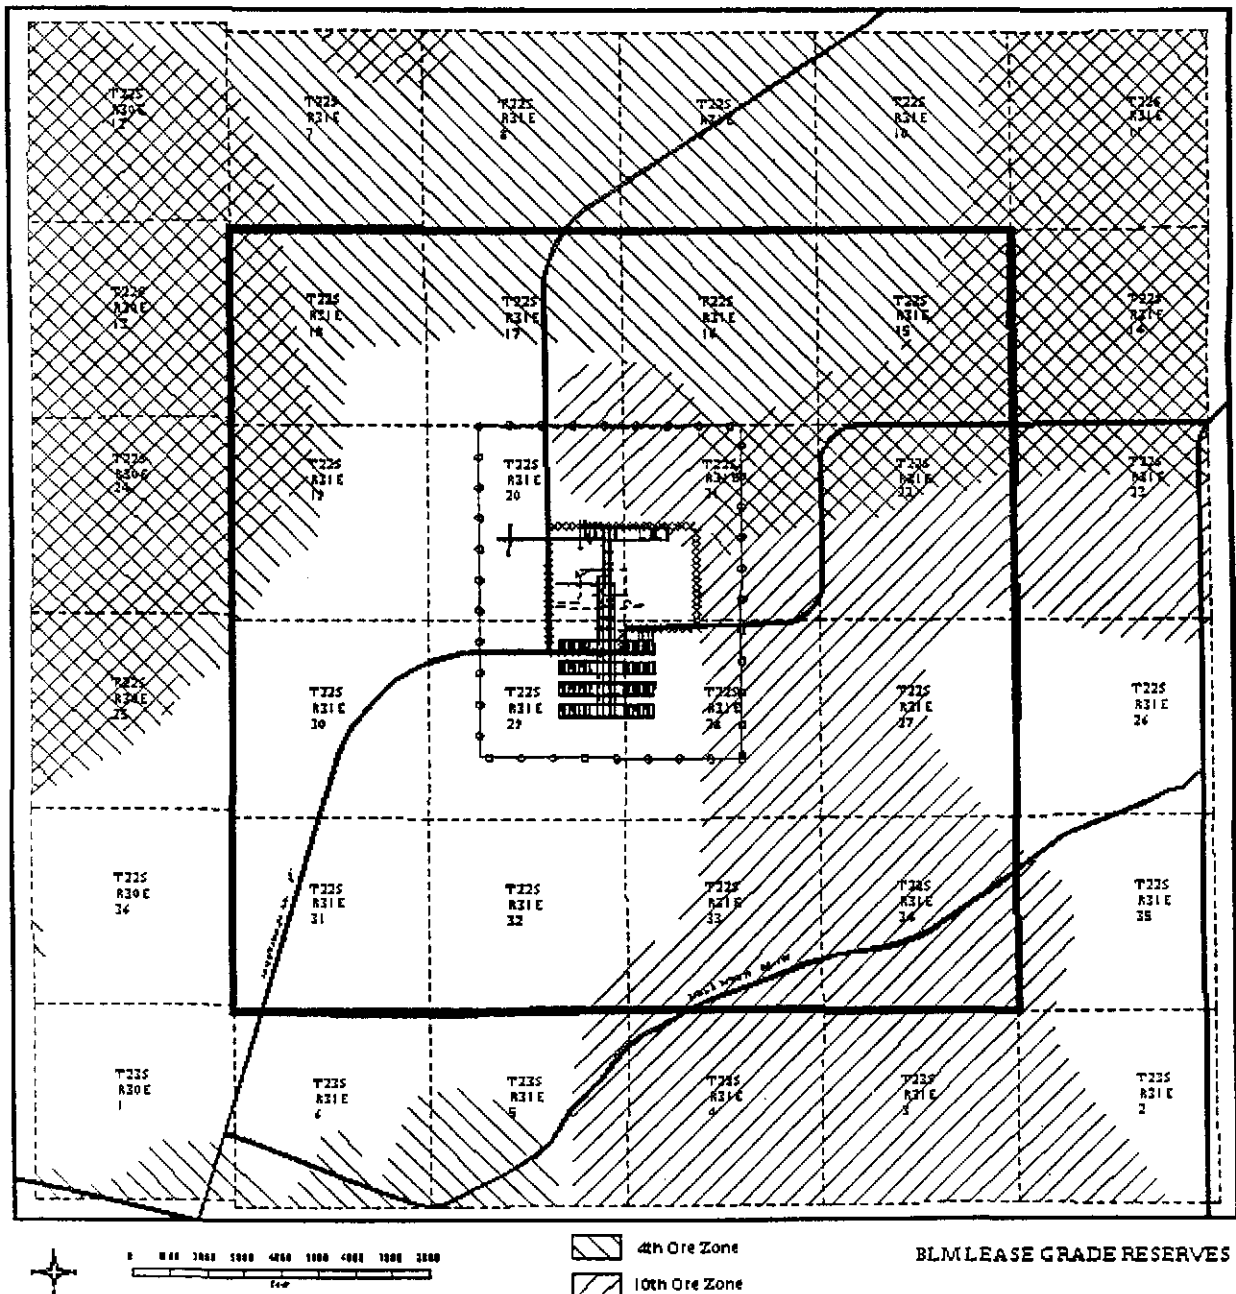 T22S
R30E
12
T22S
R31E
7
T22S
R31E
8
T22S
R31E
T22S
R31E
10
T22S
R31E
11
T22S
R30E
13
T22S
R31E
18
T22S
R31E
17
T22S
R31E
16
T22S
R31E
15
T22S
R31E
14
T22S
R30E
24
T22S
R31E
19
T22S
R31E
20
T22S
R31E
21
T22S
R31E
22
T22S
R31E
23
T22S
R30E
25
T22S
R31E
30
T22S
R31E
29
T22S
R31E
28
T22S
R31E
27
T22S
R31E
26
T22S
R30E
36
T22S
R31E
31
T22S
R31E
32
T22S
R31E
33
T22S
R31E
34
T22S
R31E
35
T23S
R30E
1
T23S
R31E
6
T23S
R31E
5
T23S
R31E
4
T23S
R31E
3
T23S
R31E
2
4th Ore Zone
10th Ore Zone
BLM LEASE GRADE RESERVES